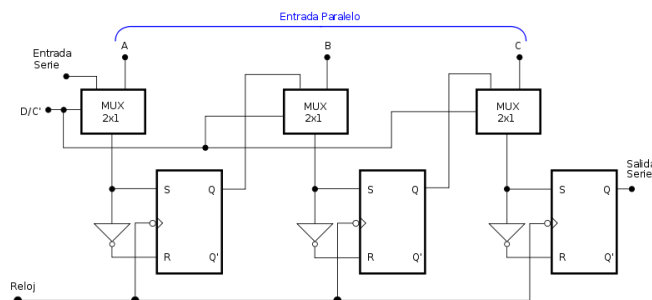 Entrada Paralelo
A
B
C
Entrada
Serie
D/C'
MUX
2x1
MUX
2x1
MUX
2x1
S
Q
R
Q'
S
Q
R
Q'
S
Q
R
Q'
Salida
Serie
Reloj